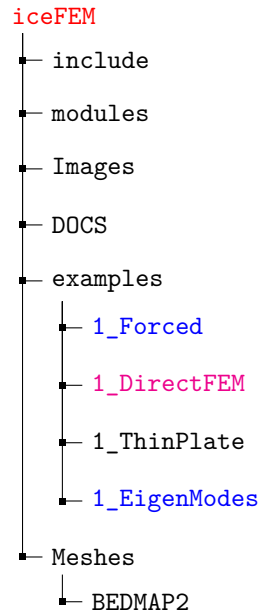 iceFEM
include
modules
Images
DOCS
examples
1_Forced
1_DirectFEM
1_ThinPlate
1_EigenModes
Meshes
BEDMAP2